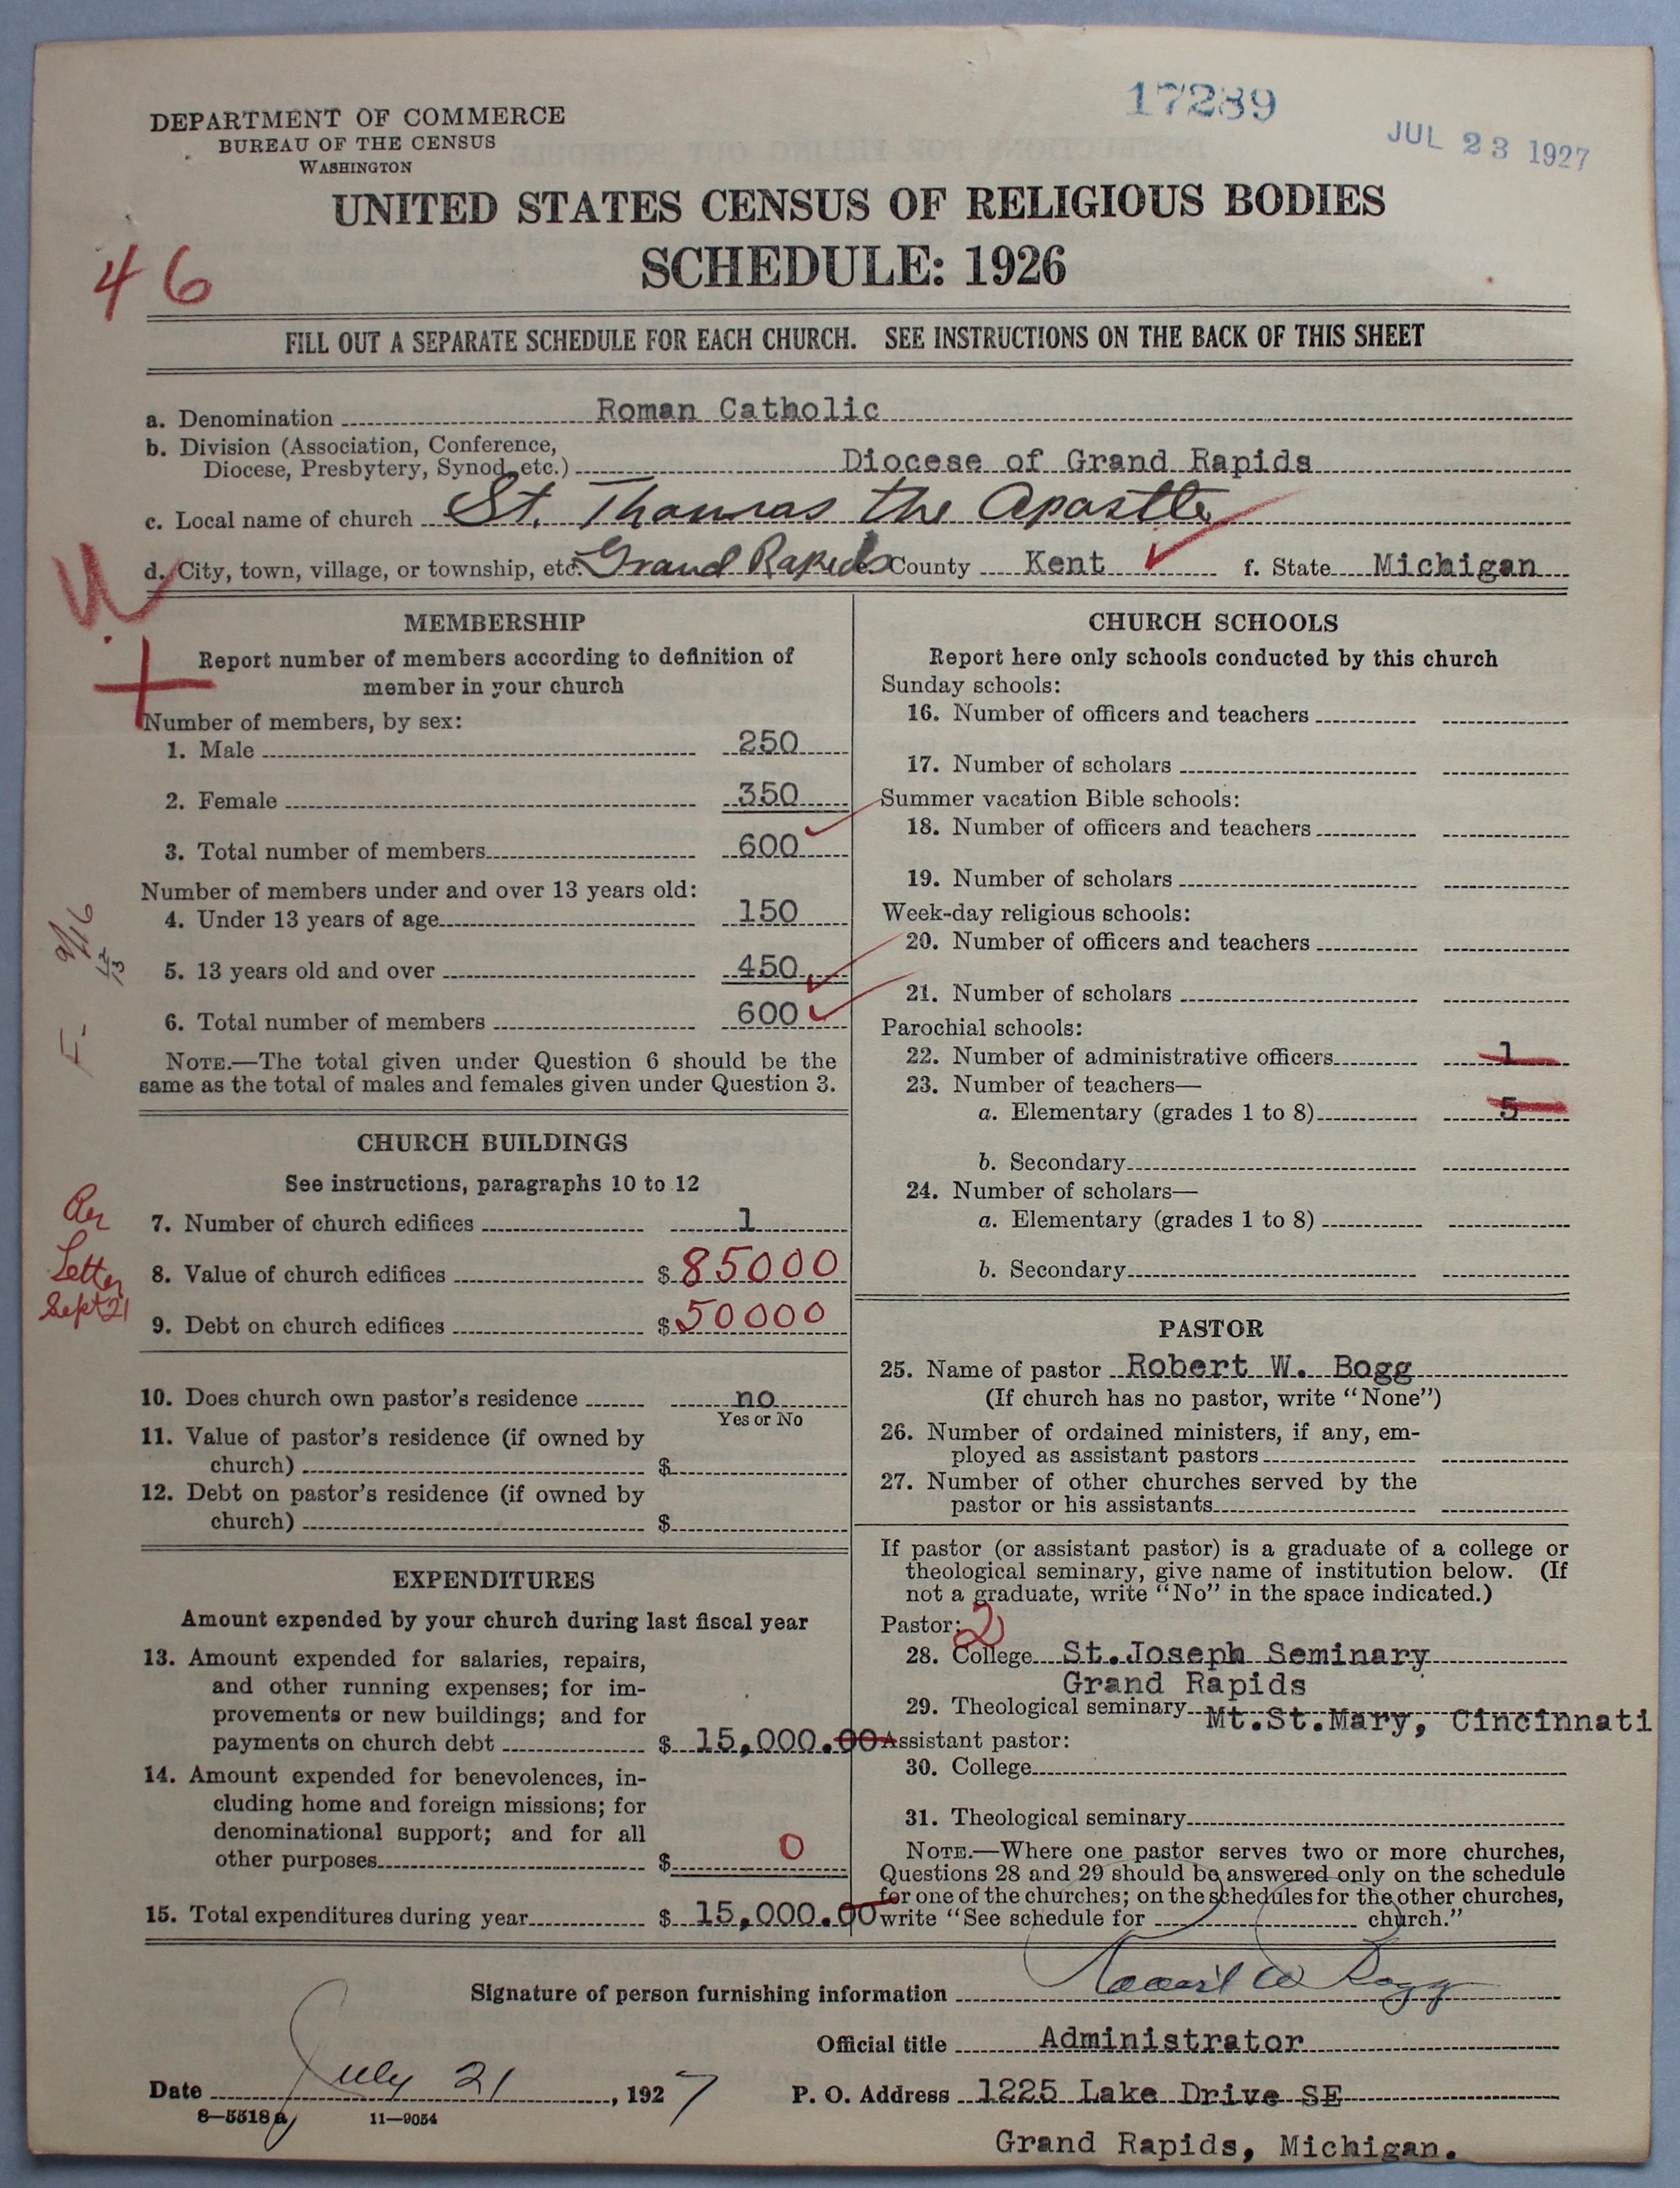 17289
JUL 23 1927
DEPARTMENT OF COMMERCE
BUREAU OF THE CENSUS
WASHINGTON
UNITED STATES CENSUS OF RELIGIOUS BODIES
SCHEDULE: 1926
46
FILL OUT A SEPARATE SCHEDULE FOR EACH CHURCH. SEE INSTRUCTIONS ON THE BACK OF THIS SHEET
a. Denomination Roman Catholic
b. Division (Association, Conference,
Diocese, Presbytery, Synod, etc.) Diocese of Grand Rapids
c. Local name of church St. Thomas the Apostle
d. City, town, village, or township, etc. Grand Rapids County Kent f. State Michigan
MEMBERSHIP
Report number of members according to definition of
member in your church
Number of members, by sex:
1. Male 250
2. Female 350
3. Total number of members 600
Number of members under and over 13 years old:
4. Under 13 years of age 150
5. 13 years old and over 450
6. Total number of members 600
NOTE.—The total given under Question 6 should be the
same as the total of males and females given under Question 3.
CHURCH BUILDINGS
See instructions, paragraphs 10 to 12
7. Number of church edifices 1
8. Value of church edifices $ 85000
9. Debt on church edifices $ 50000
Letter
Sept 21
10. Does church own pastor's residence no
Yes or No
11. Value of pastor's residence (if owned by
church) $
12. Debt on pastor's residence (if owned by
church) $
EXPENDITURES
Amount expended by your church during last fiscal year
13. Amount expended for salaries, repairs,
and other running expenses; for im-
provements or new buildings; and for
payments on church debt $ 15,000.00
14. Amount expended for benevolences, in-
cluding home and foreign missions; for
denominational support; and for all
other purposes $ 0
15. Total expenditures during year $ 15,000.00
CHURCH SCHOOLS
Report here only schools conducted by this church
Sunday schools:
16. Number of officers and teachers
17. Number of scholars
Summer vacation Bible schools:
18. Number of officers and teachers
19. Number of scholars
Week-day religious schools:
20. Number of officers and teachers
21. Number of scholars
Parochial schools:
22. Number of administrative officers 1
23. Number of teachers—
a. Elementary (grades 1 to 8) 5
b. Secondary
24. Number of scholars—
a. Elementary (grades 1 to 8)
b. Secondary
PASTOR
25. Name of pastor Robert W. Bogg
(If church has no pastor, write "None")
26. Number of ordained ministers, if any, em-
ployed as assistant pastors
27. Number of other churches served by the
pastor or his assistants
If pastor (or assistant pastor) is a graduate of a college or
theological seminary, give name of institution below. (If
not a graduate, write "No" in the space indicated.)
Pastor: 2
28. College St.Joseph Seminary
Grand Rapids
29. Theological seminary Mt.St.Mary, Cincinnati
Assistant pastor:
30. College
31. Theological seminary
NOTE.—Where one pastor serves two or more churches,
Questions 28 and 29 should be answered only on the schedule
for one of the churches; on the schedules for the other churches,
write "See schedule for church."
Signature of person furnishing information Robert W Bogg
Official title Administrator
Date July 21, 1927 P. O. Address 1225 Lake Drive SE
8—5518a 11—9054
Grand Rapids, Michigan.